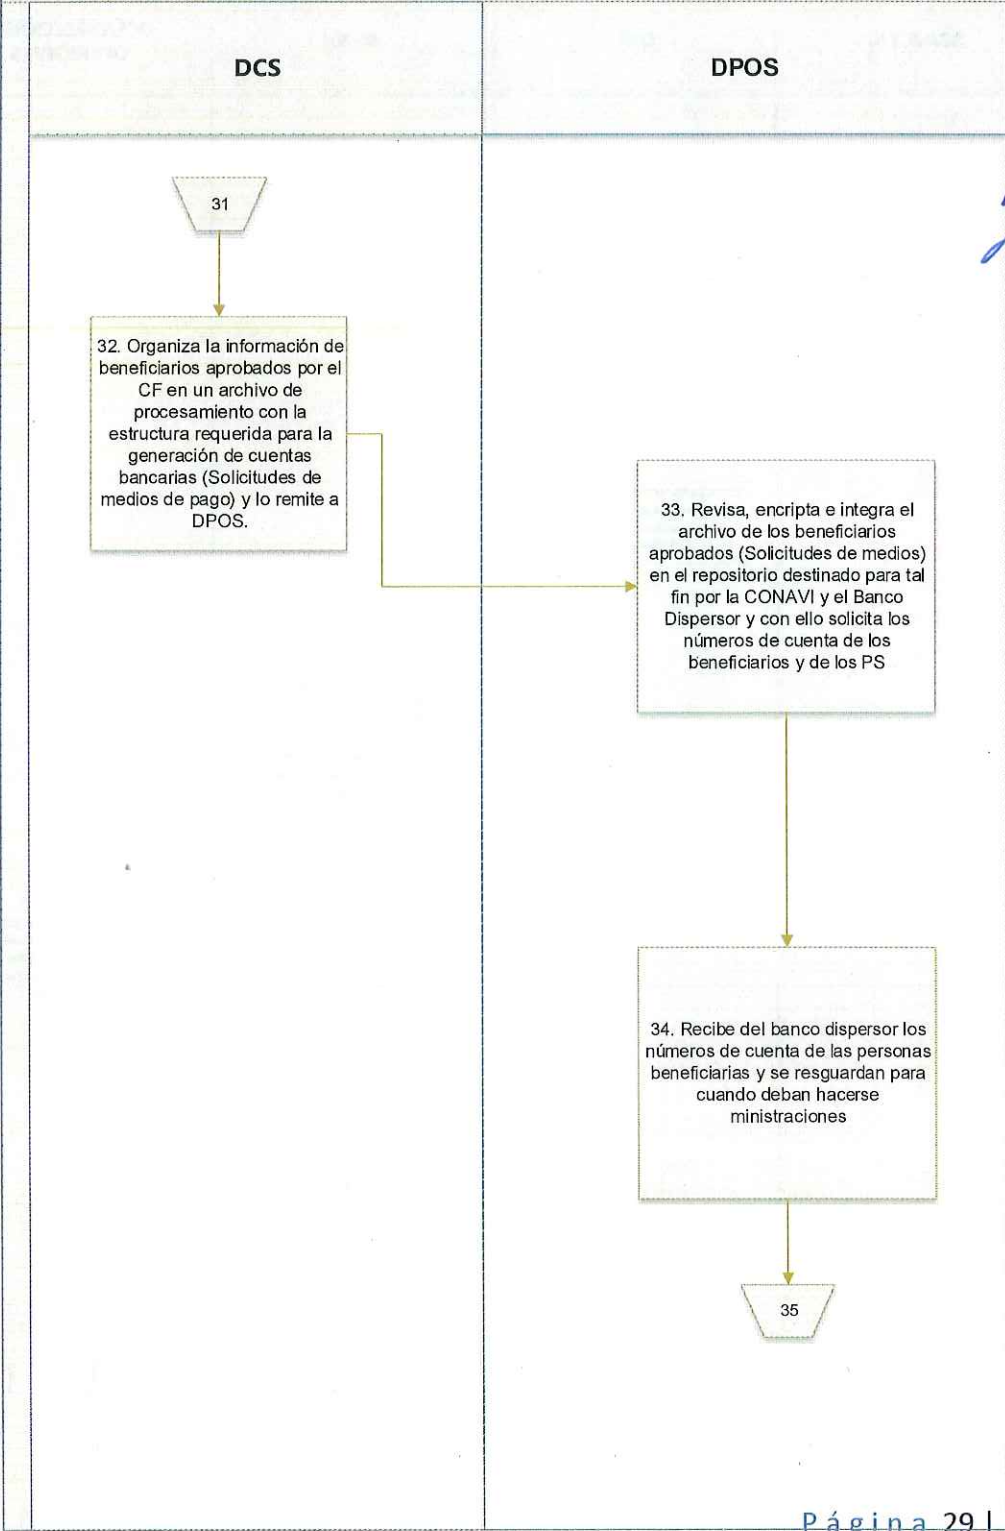 DCS
DPOS
31
32. Organiza la información de
beneficiarios aprobados por el
CF en un archivo de
procesamiento con la
estructura requerida para la
generación de cuentas
bancarias (Solicitudes de
medios de pago) y lo remite a
DPOS.
33. Revisa, encripta e integra el
archivo de los beneficiarios
aprobados (Solicitudes de medios)
en el repositorio destinado para tal
fin por la CONAVI y el Banco
Dispersor y con ello solicita los
números de cuenta de los
beneficiarios y de los PS
34. Recibe del banco dispersor los
números de cuenta de las personas
beneficiarias y se resguardan para
cuando deban hacerse
ministraciones
35
Página 29 |